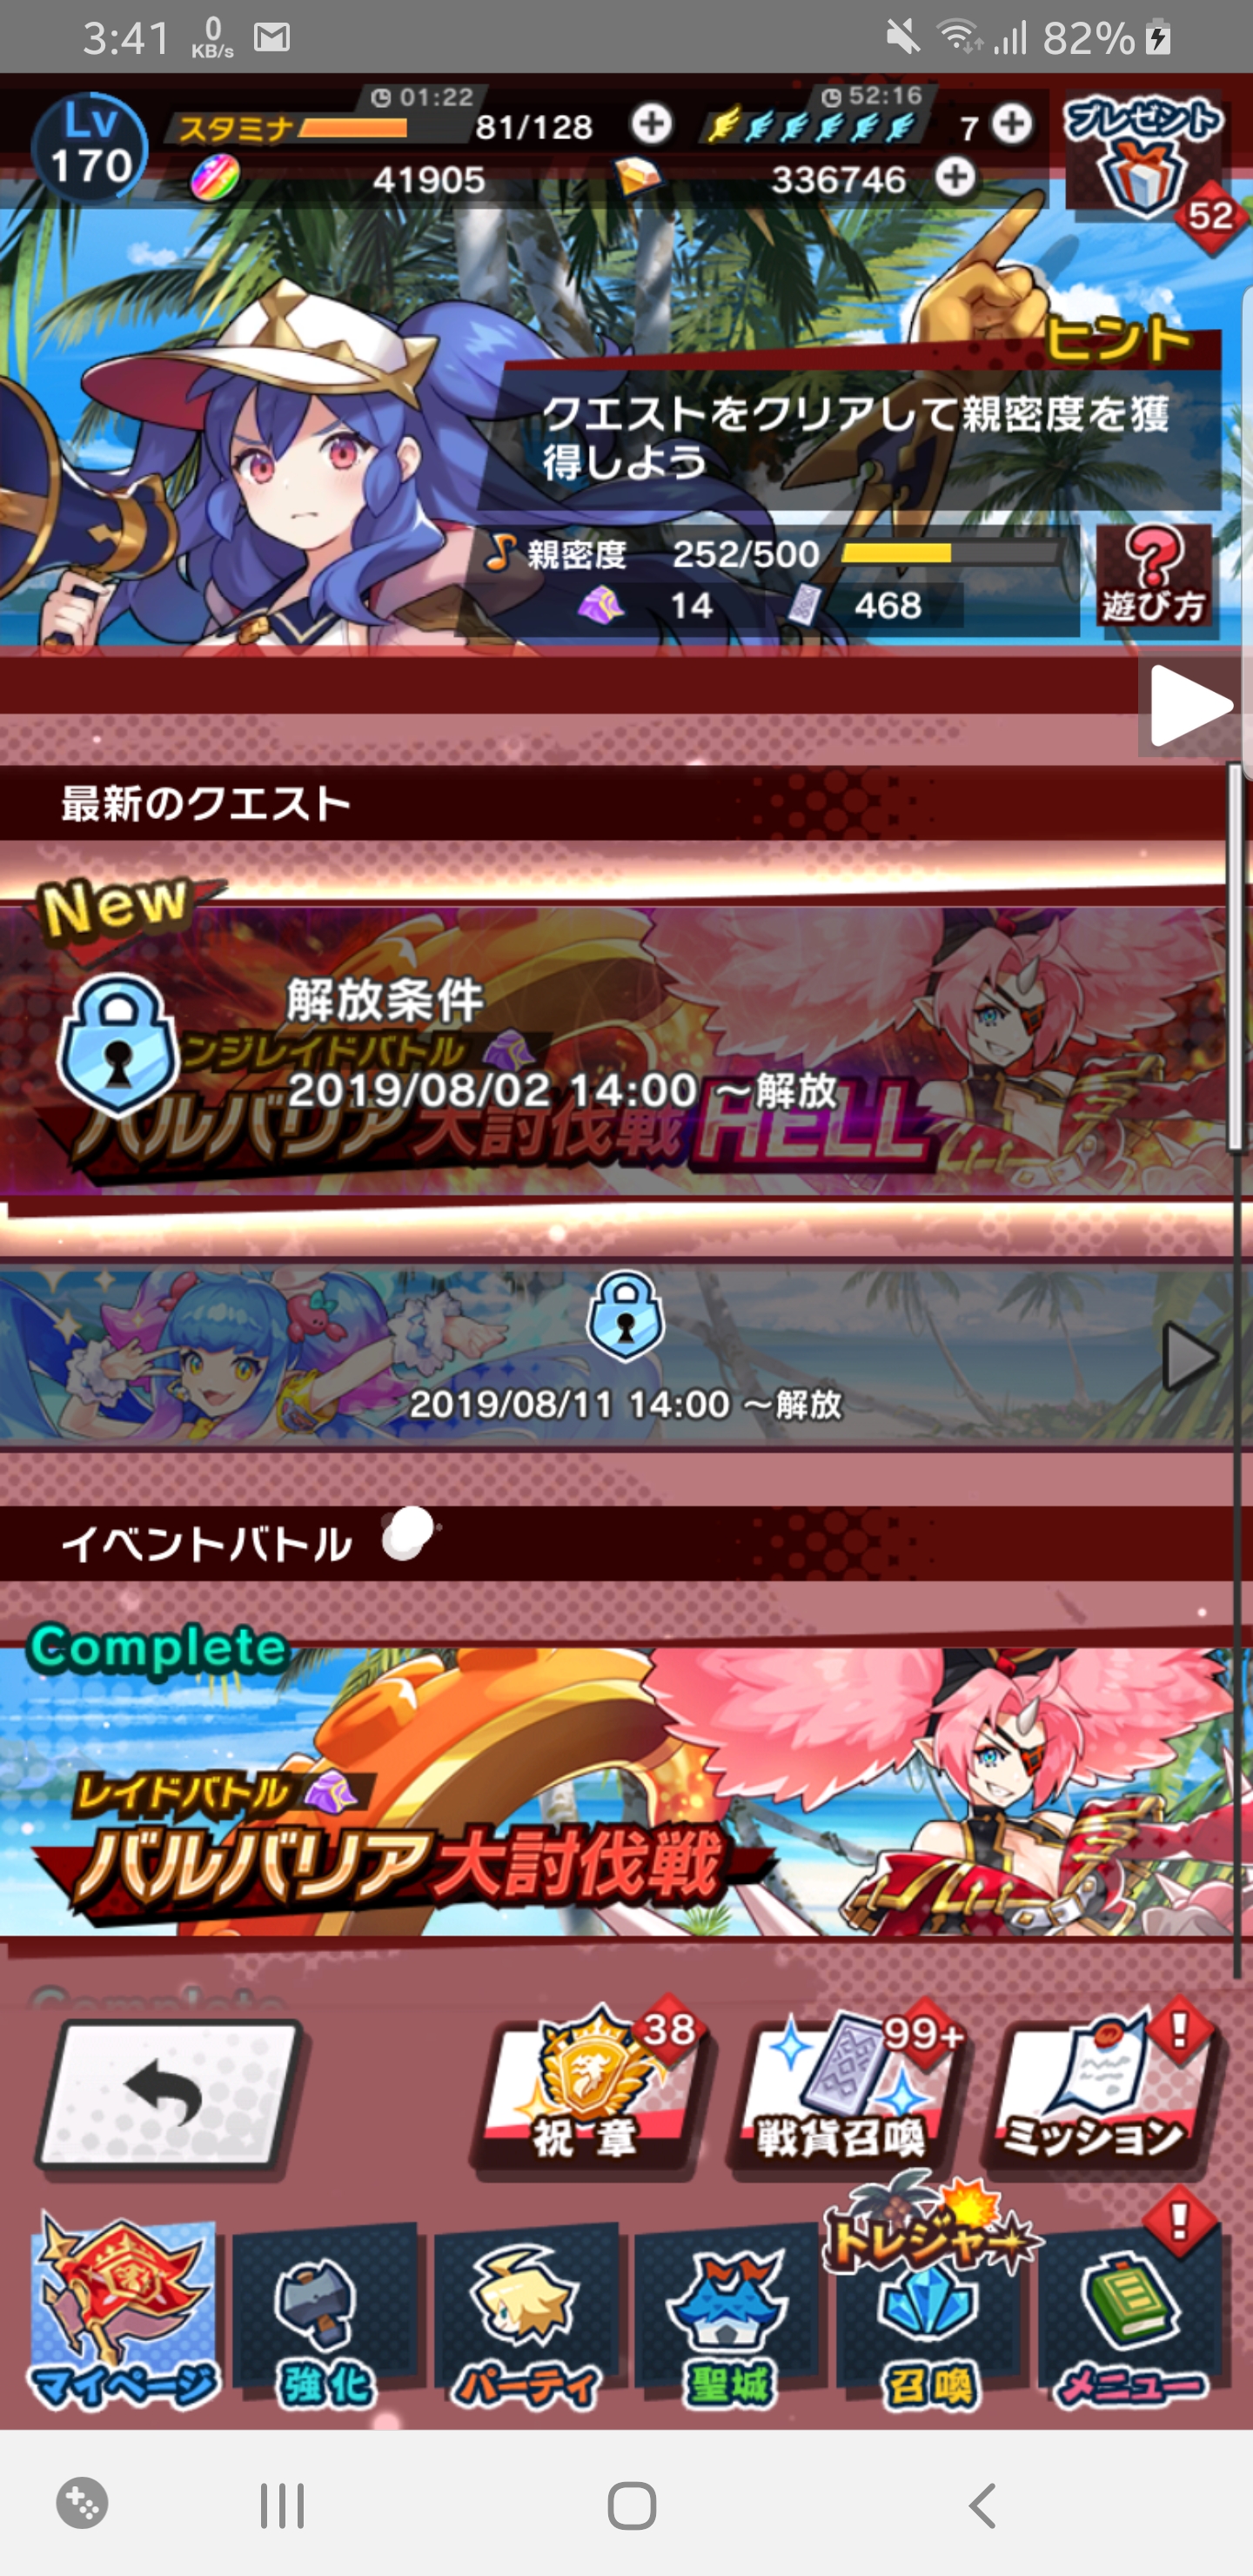 3:41 0 KB/s 82%
01:22 52:16
Lv 170 スタミナ 81/128 7 プレゼント
41905 336746 52
ヒント
クエストをクリアして親密度を獲
得しよう
親密度 252/500
14 468 遊び方
最新のクエスト
New
解放条件
ンジレイドバトル
2019/08/02 14:00 ～解放
バルバリア大討伐戦 HELL
2019/08/11 14:00 ～解放
イベントバトル
Complete
レイドバトル
バルバリア大討伐戦
Complete
38 99+ !
祝章 戦貨召喚 ミッション
トレジャー !
マイページ 強化 パーティ 聖城 召喚 メニュー